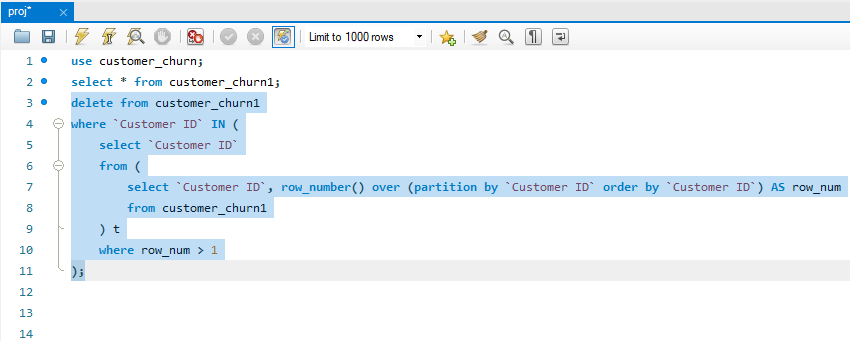 proj*
Limit to 1000 rows
1 use customer_churn;
2 select * from customer_churn1;
3 delete from customer_churn1
4 where `Customer ID` IN (
5 select `Customer ID`
6 from (
7 select `Customer ID`, row_number() over (partition by `Customer ID` order by `Customer ID`) AS row_num
8 from customer_churn1
9 ) t
10 where row_num > 1
11 );
12
13
14